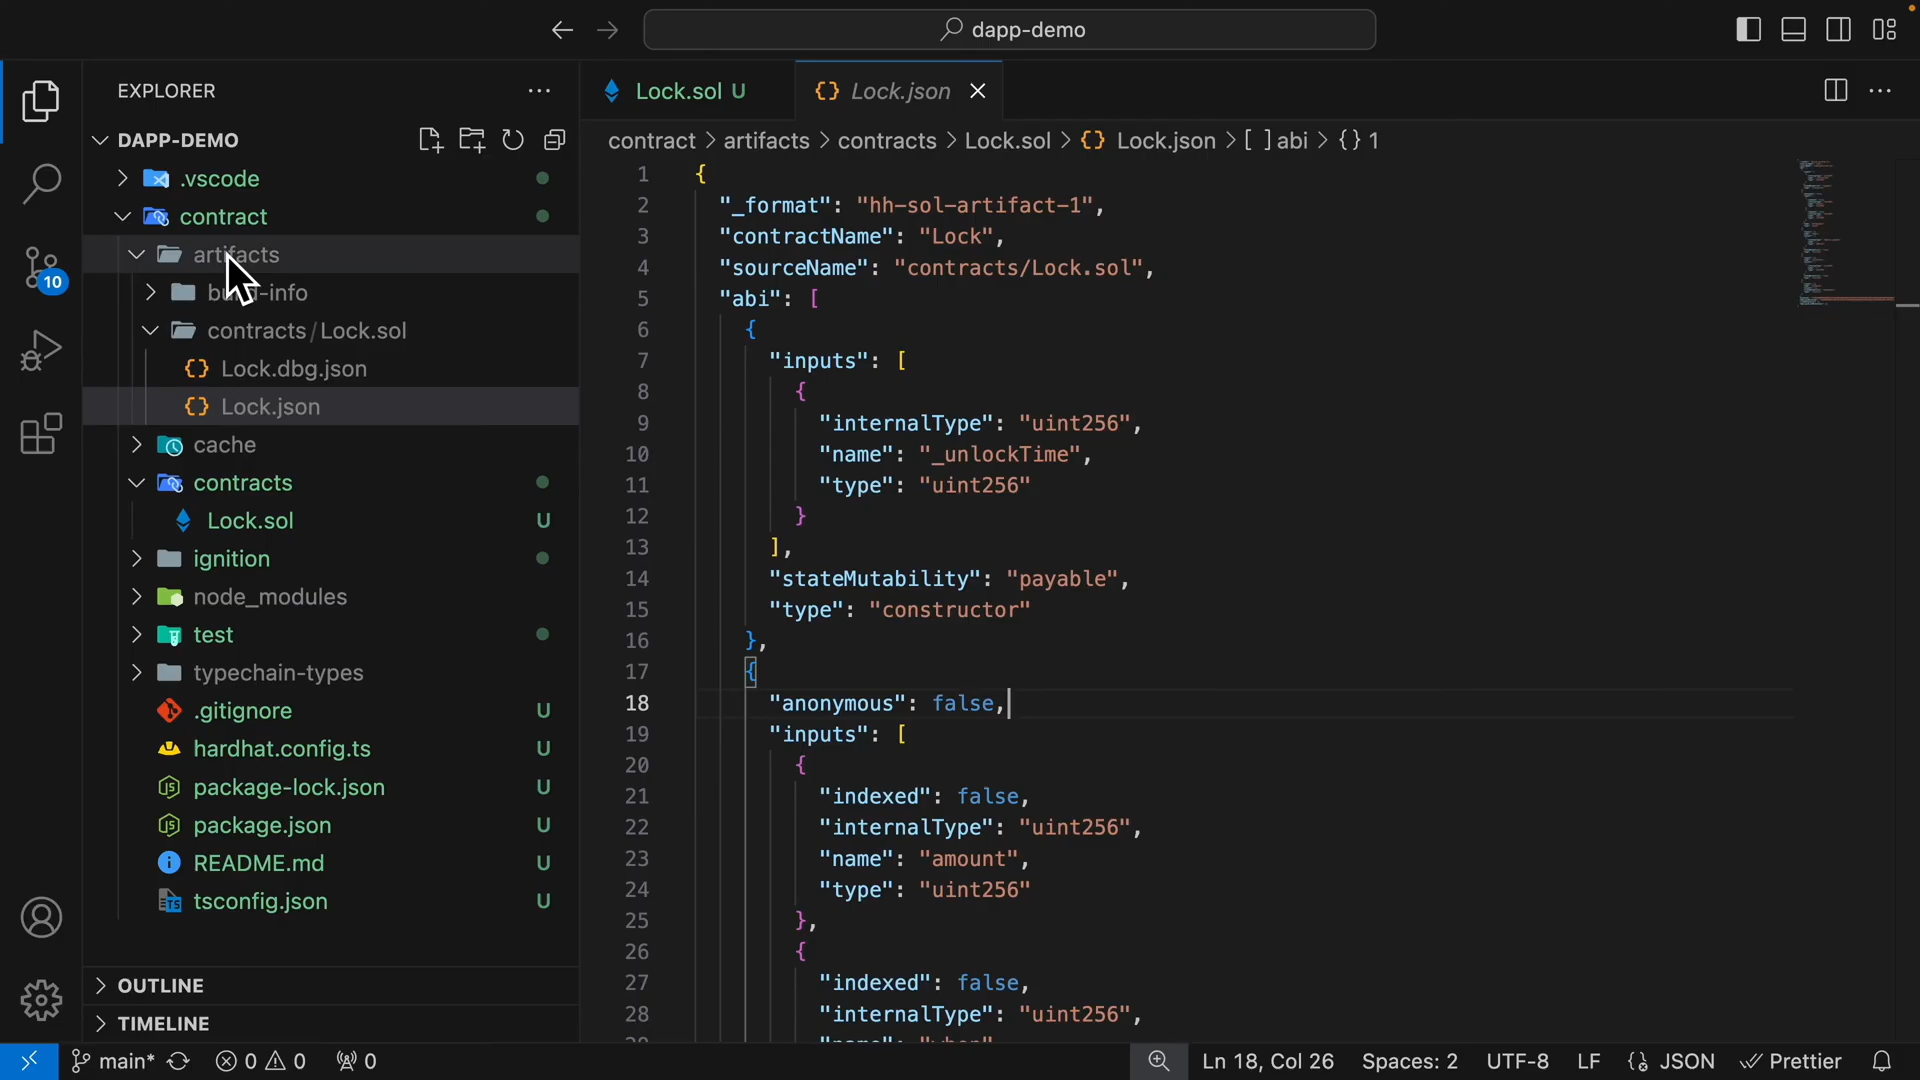 dapp-demo
EXPLORER
DAPP-DEMO
.vscode
contract
artifacts
build-info
contracts/Lock.sol
Lock.dbg.json
Lock.json
cache
contracts
Lock.sol U
ignition
node_modules
test
typechain-types
.gitignore U
hardhat.config.ts U
package-lock.json U
package.json U
README.md U
tsconfig.json U
OUTLINE
TIMELINE
10
Lock.sol U
Lock.json
contract > artifacts > contracts > Lock.sol > {} Lock.json > [ ] abi > {} 1
1 {
2 "_format": "hh-sol-artifact-1",
3 "contractName": "Lock",
4 "sourceName": "contracts/Lock.sol",
5 "abi": [
6 {
7 "inputs": [
8 {
9 "internalType": "uint256",
10 "name": "_unlockTime",
11 "type": "uint256"
12 }
13 ],
14 "stateMutability": "payable",
15 "type": "constructor"
16 },
17 {
18 "anonymous": false,
19 "inputs": [
20 {
21 "indexed": false,
22 "internalType": "uint256",
23 "name": "amount",
24 "type": "uint256"
25 },
26 {
27 "indexed": false,
28 "internalType": "uint256",
main* 0 0 0
Ln 18, Col 26 Spaces: 2 UTF-8 LF {} JSON Prettier